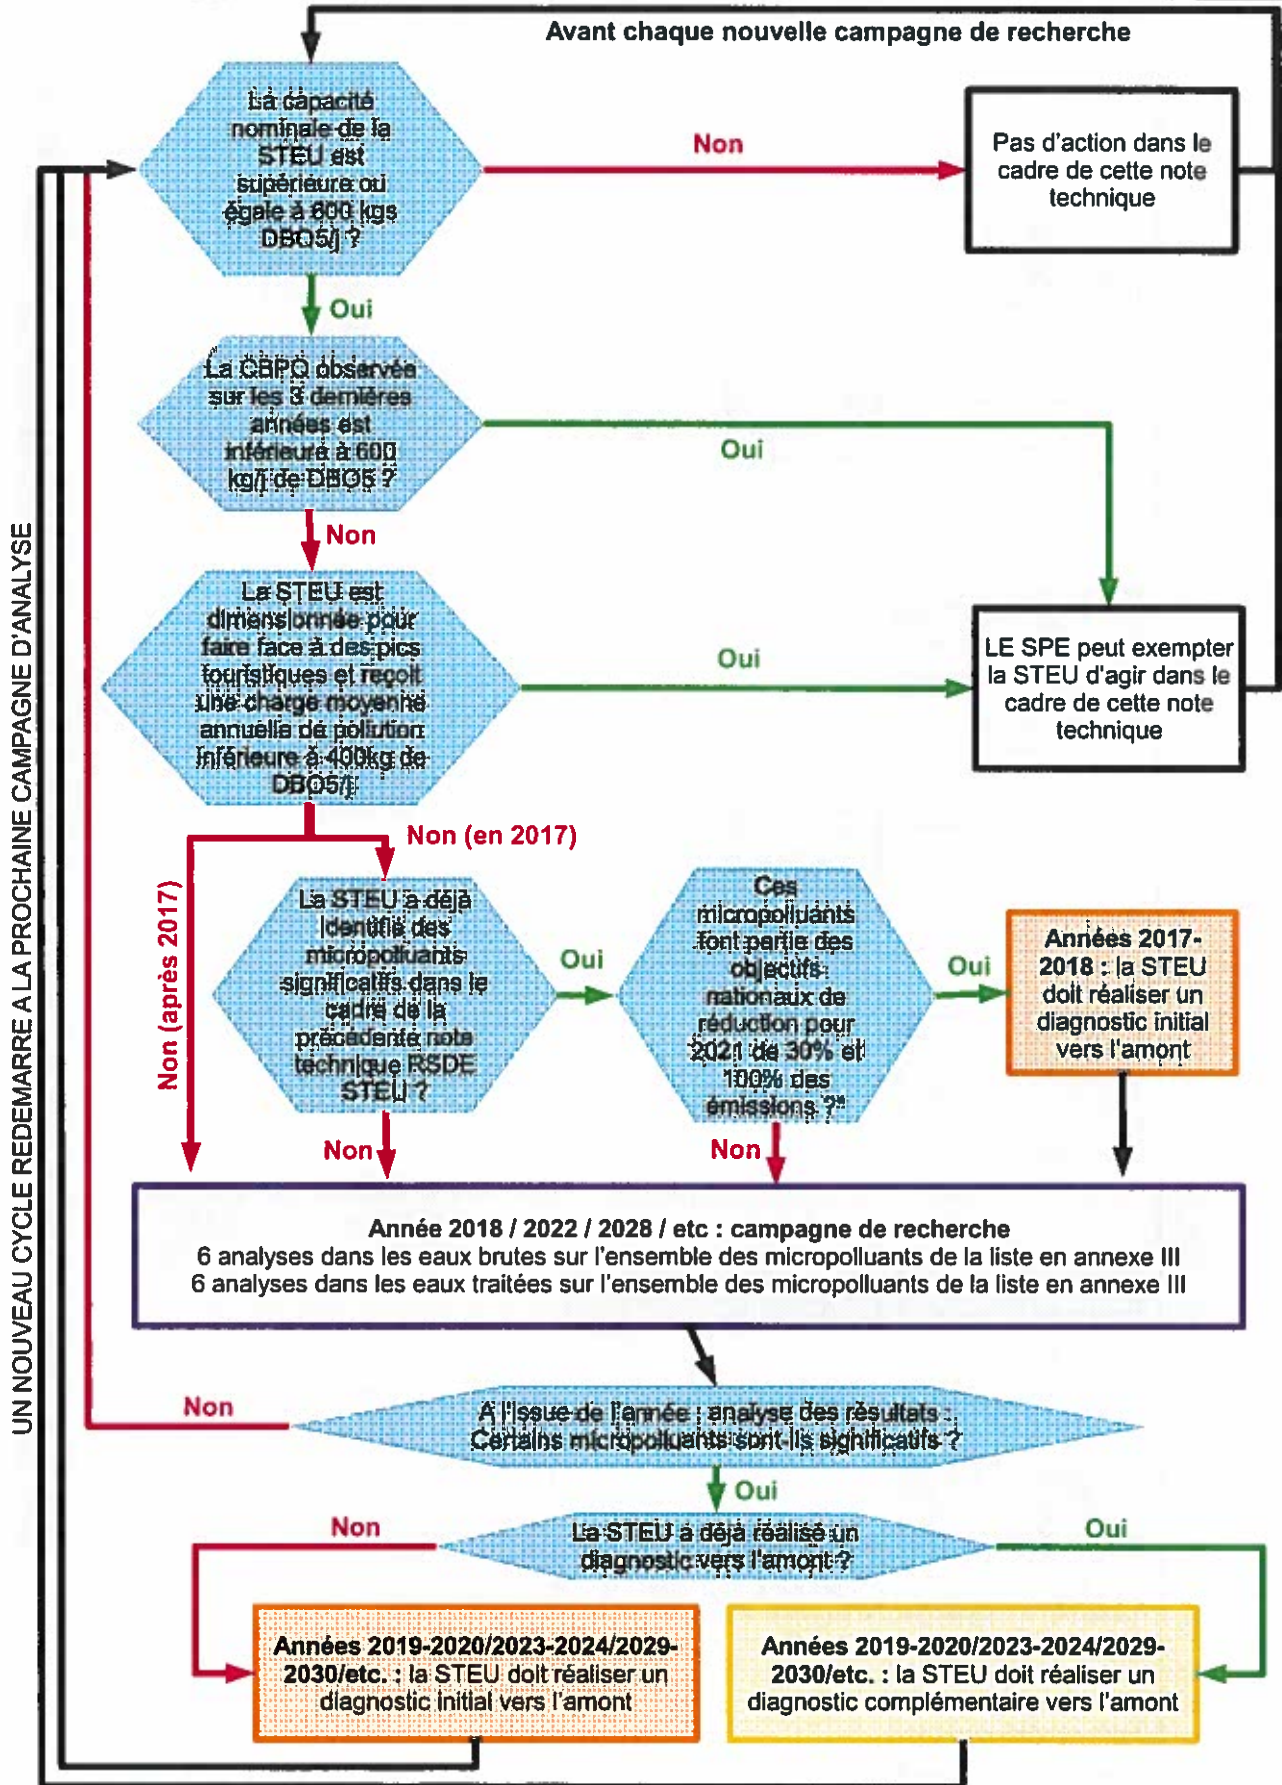 Avant chaque nouvelle campagne de recherche
La capacité
nominale de la
STEU est
supérieure ou
égale à 600 kgs
DBO5/j ?
Non
Pas d'action dans le
cadre de cette note
technique
Oui
La CBPO observée
sur les 3 dernières
années est
inférieure à 600
kg/j de DBO5 ?
Oui
Non
La STEU est
dimensionnée pour
faire face à des pics
touristiques et reçoit
une charge moyenne
annuelle de pollution
inférieure à 400kg de
DBO5/j
Oui
LE SPE peut exempter
la STEU d'agir dans le
cadre de cette note
technique
UN NOUVEAU CYCLE REDEMARRE A LA PROCHAINE CAMPAGNE D'ANALYSE
Non (après 2017)
Non (en 2017)
La STEU a déjà
identifié des
micropolluants
significatifs dans le
cadre de la
précédente note
technique RSDE
STEU ?
Oui
Ces
micropolluants
font partie des
objectifs
nationaux de
réduction pour
2021 de 30% et
100% des
émissions ?*
Oui
Années 2017-
2018 : la STEU
doit réaliser un
diagnostic initial
vers l'amont
Non
Non
Année 2018 / 2022 / 2028 / etc : campagne de recherche
6 analyses dans les eaux brutes sur l'ensemble des micropolluants de la liste en annexe III
6 analyses dans les eaux traitées sur l'ensemble des micropolluants de la liste en annexe III
Non
A l'issue de l'année : analyse des résultats :
Certains micropolluants sont-ils significatifs ?
Oui
Non
La STEU a déjà réalisé un
diagnostic vers l'amont ?
Oui
Années 2019-2020/2023-2024/2029-
2030/etc. : la STEU doit réaliser un
diagnostic initial vers l'amont
Années 2019-2020/2023-2024/2029-
2030/etc. : la STEU doit réaliser un
diagnostic complémentaire vers l'amont